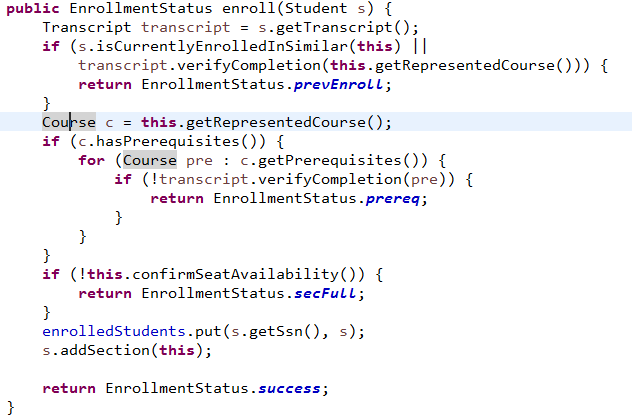 public EnrollmentStatus enroll(Student s) {
    Transcript transcript = s.getTranscript();
    if (s.isCurrentlyEnrolledInSimilar(this) ||
        transcript.verifyCompletion(this.getRepresentedCourse())) {
        return EnrollmentStatus.prevEnroll;
    }
    Course c = this.getRepresentedCourse();
    if (c.hasPrerequisites()) {
        for (Course pre : c.getPrerequisites()) {
            if (!transcript.verifyCompletion(pre)) {
                return EnrollmentStatus.prereq;
            }
        }
    }
    if (!this.confirmSeatAvailability()) {
        return EnrollmentStatus.secFull;
    }
    enrolledStudents.put(s.getSsn(), s);
    s.addSection(this);

    return EnrollmentStatus.success;
}